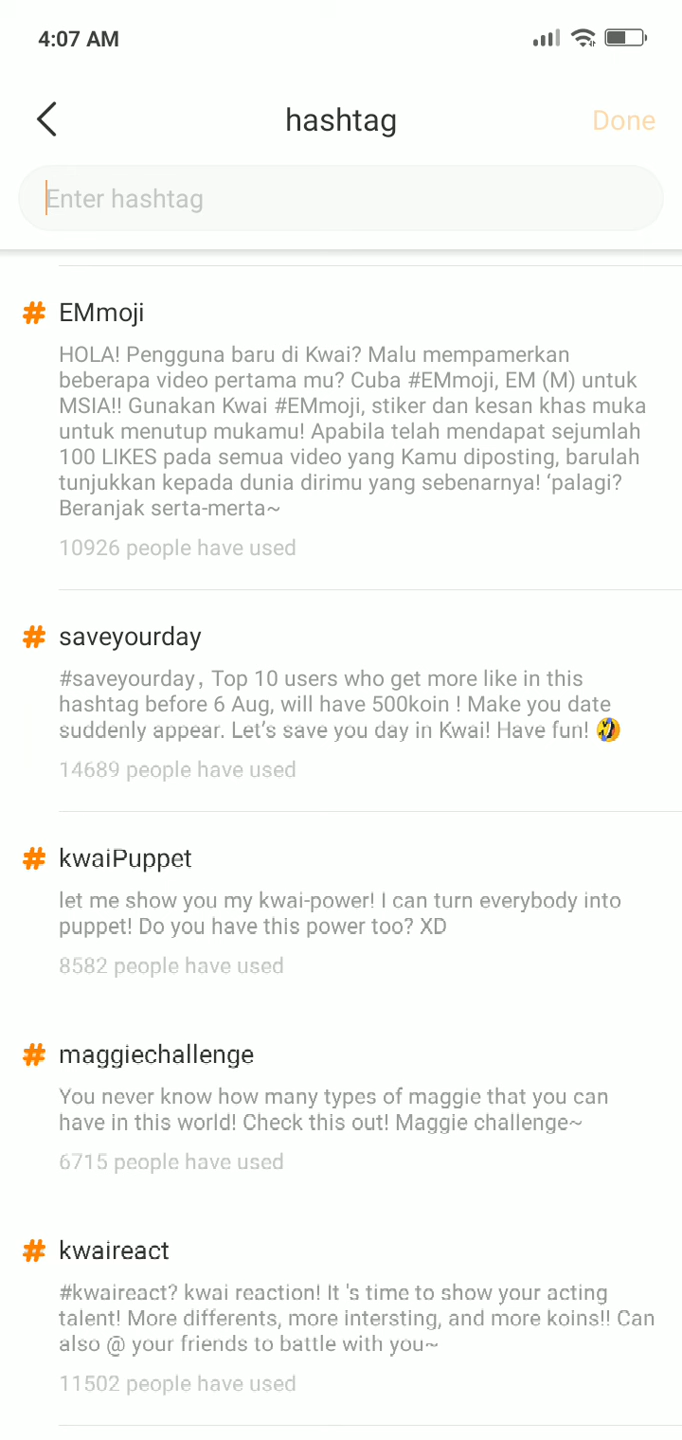 4:07 AM
hashtag
Done
Enter hashtag
# EMmoji
HOLA! Pengguna baru di Kwai? Malu mempamerkan
beberapa video pertama mu? Cuba #EMmoji, EM (M) untuk
MSIA!! Gunakan Kwai #EMmoji, stiker dan kesan khas muka
untuk menutup mukamu! Apabila telah mendapat sejumlah
100 LIKES pada semua video yang Kamu diposting, barulah
tunjukkan kepada dunia dirimu yang sebenarnya! ‘palagi?
Beranjak serta-merta~
10926 people have used
# saveyourday
#saveyourday, Top 10 users who get more like in this
hashtag before 6 Aug, will have 500koin ! Make you date
suddenly appear. Let’s save you day in Kwai! Have fun! 🤣
14689 people have used
# kwaiPuppet
let me show you my kwai-power! I can turn everybody into
puppet! Do you have this power too? XD
8582 people have used
# maggiechallenge
You never know how many types of maggie that you can
have in this world! Check this out! Maggie challenge~
6715 people have used
# kwaireact
#kwaireact? kwai reaction! It 's time to show your acting
talent! More differents, more intersting, and more koins!! Can
also @ your friends to battle with you~
11502 people have used